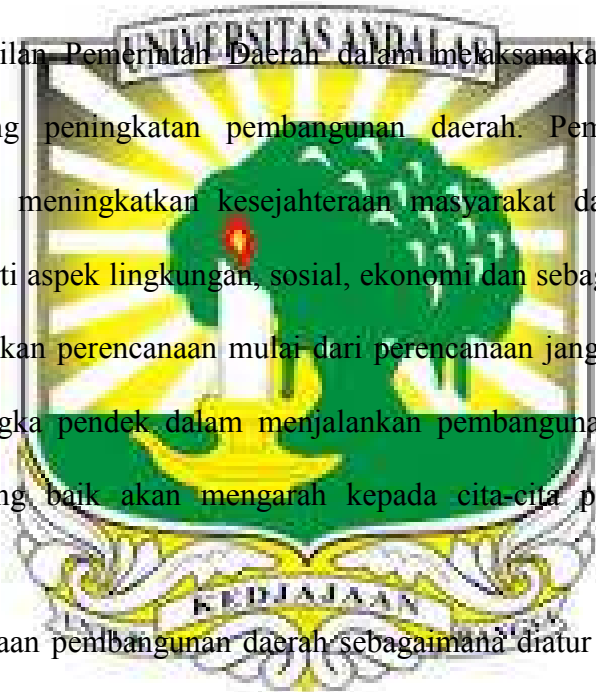 UNIVERSITAS ANDALAS
ilan Pemerintah Daerah dalam melaksanaka
ng peningkatan pembangunan daerah. Pem
meningkatkan kesejahteraan masyarakat da
ti aspek lingkungan, sosial, ekonomi dan sebag
kan perencanaan mulai dari perencanaan jang
gka pendek dalam menjalankan pembanguna
ng baik akan mengarah kepada cita-cita p
KEDJAJAAN
aan pembangunan daerah sebagaimana diatur